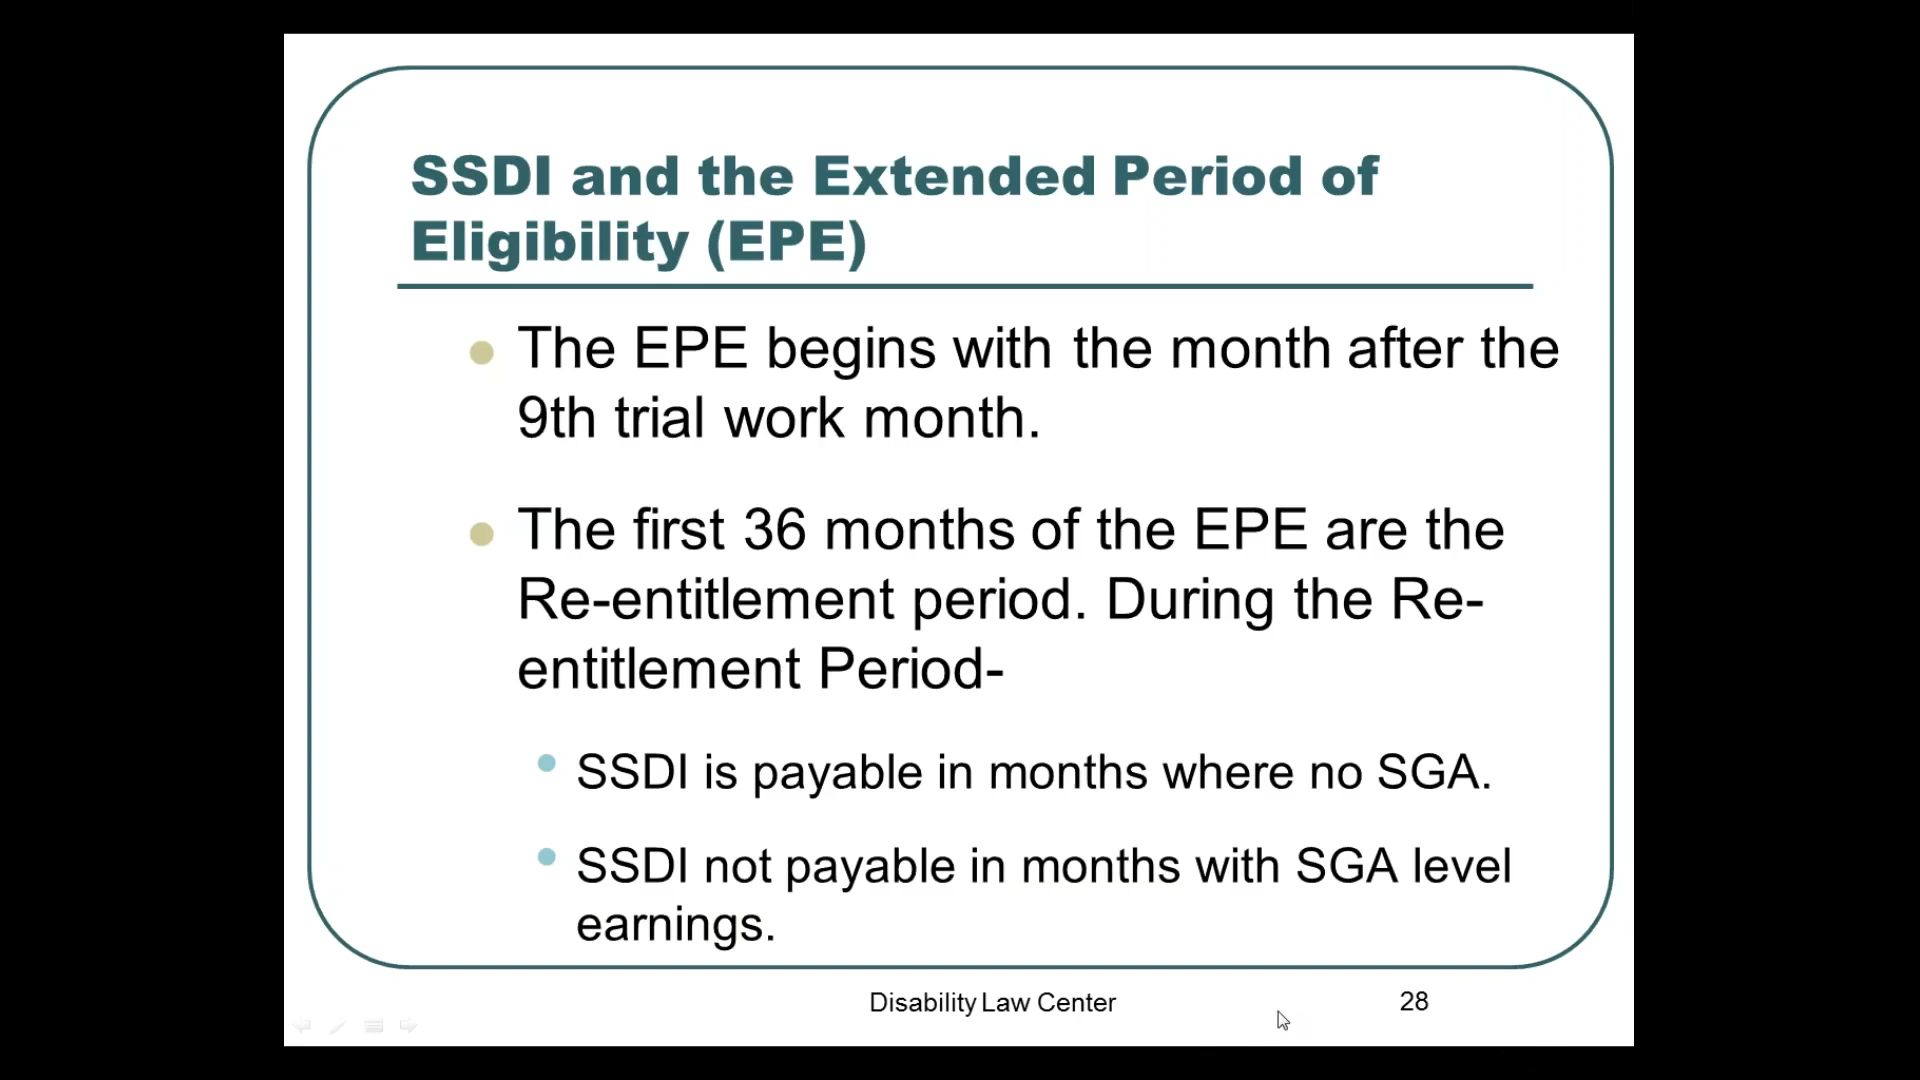 SSDI and the Extended Period of
Eligibility (EPE)
The EPE begins with the month after the
9th trial work month.
The first 36 months of the EPE are the
Re-entitlement period. During the Re-
entitlement Period-
SSDI is payable in months where no SGA.
SSDI not payable in months with SGA level
earnings.
Disability Law Center
28